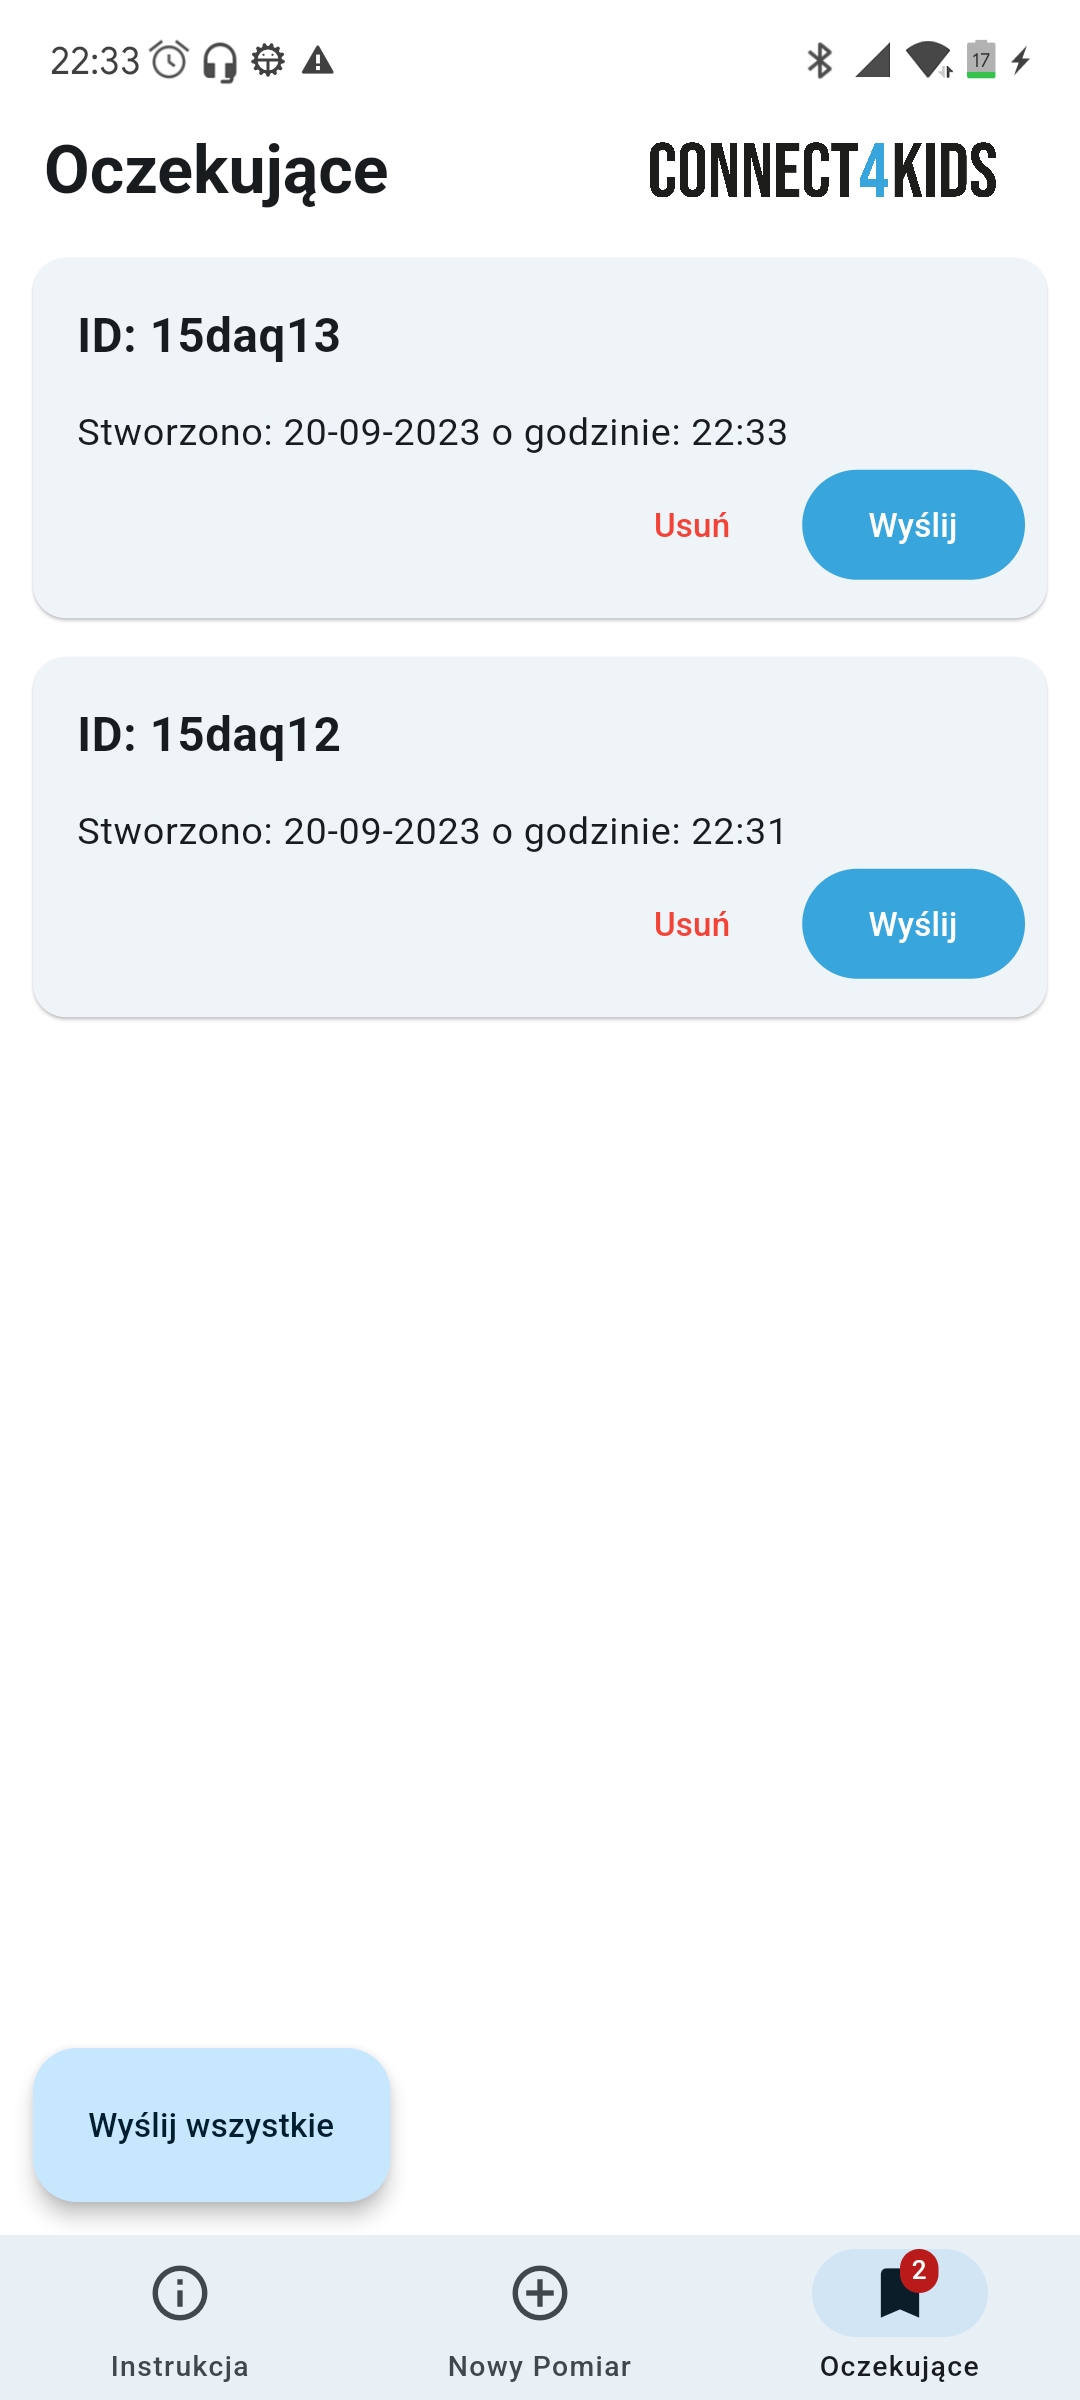 22:33
17
Oczekujące
CONNECT4KIDS
ID: 15daq13
Stworzono: 20-09-2023 o godzinie: 22:33
Usuń
Wyślij
ID: 15daq12
Stworzono: 20-09-2023 o godzinie: 22:31
Usuń
Wyślij
Wyślij wszystkie
2
Instrukcja
Nowy Pomiar
Oczekujące